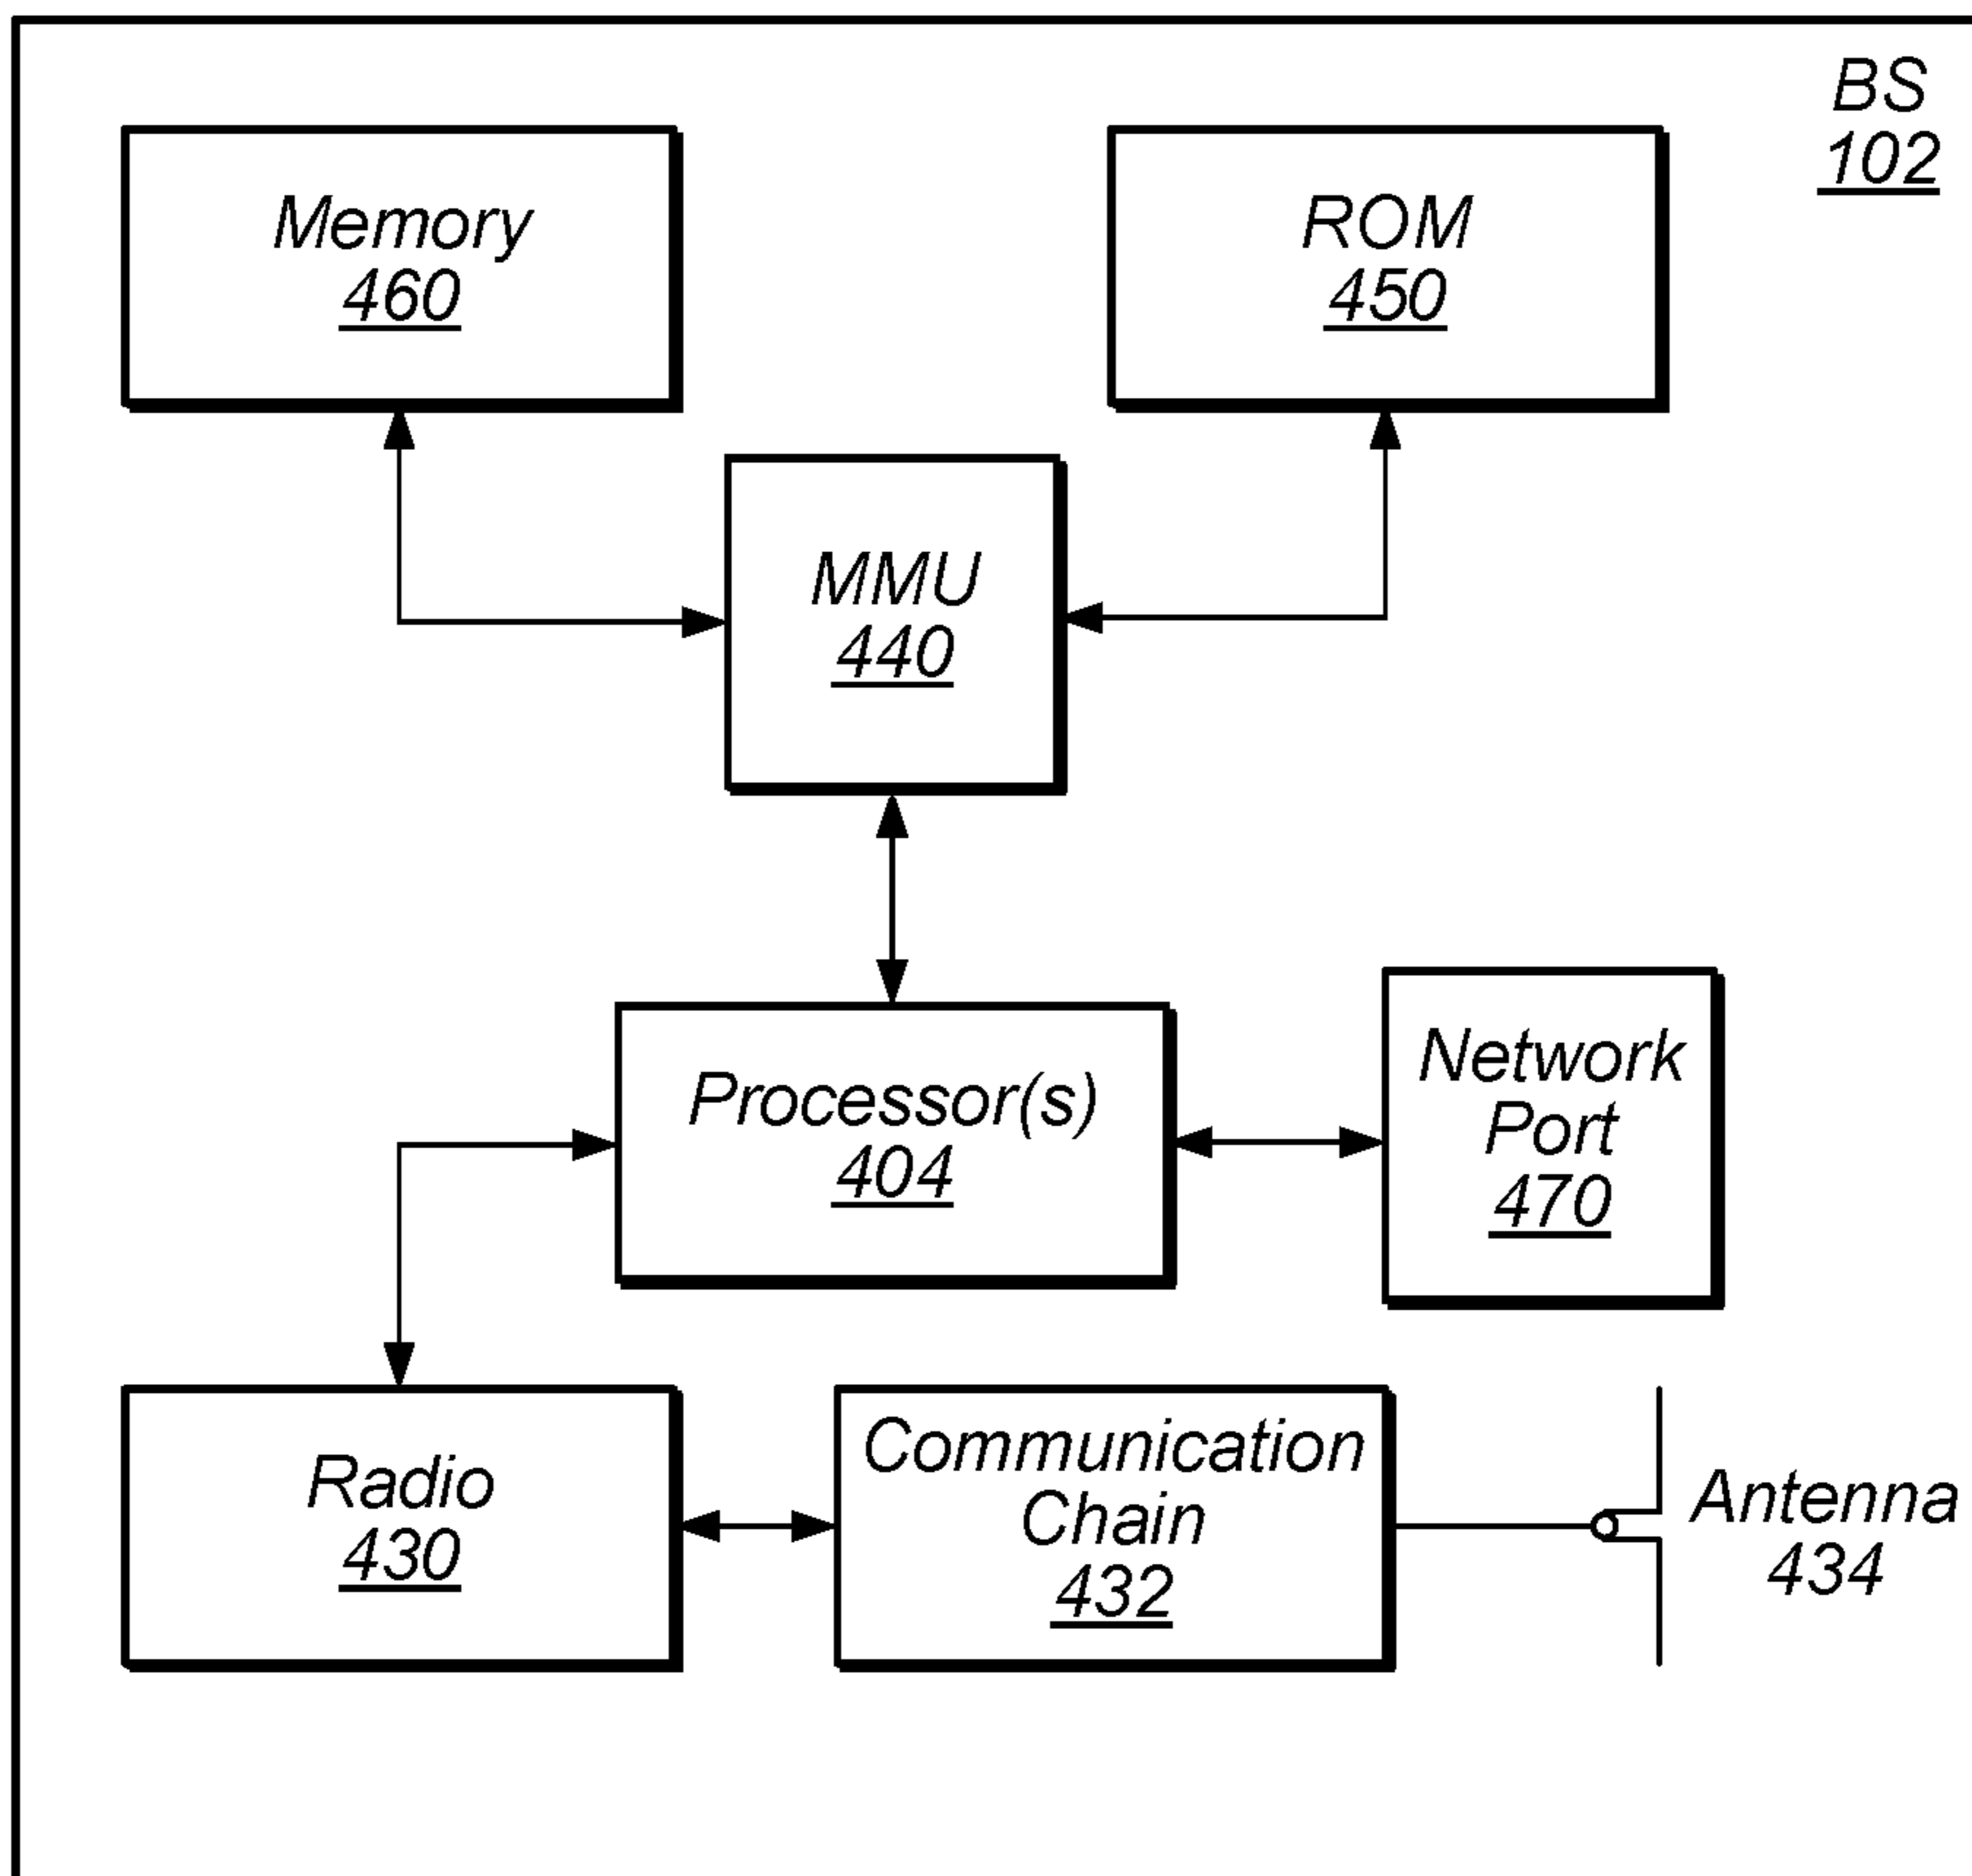 BS
102
Memory
460
ROM
450
MMU
440
Processor(s)
404
Network
Port
470
Radio
430
Communication
Chain
432
Antenna
434